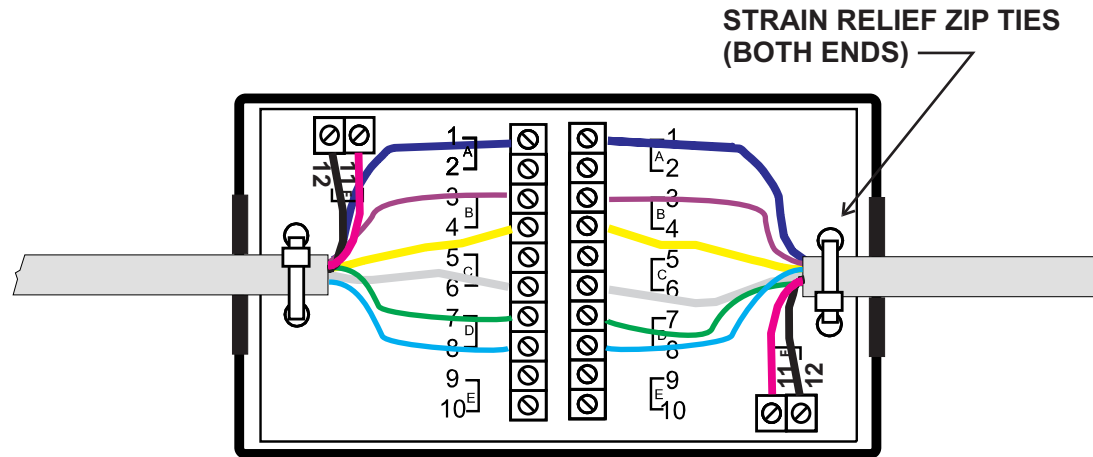 STRAIN RELIEF ZIP TIES
(BOTH ENDS)
12 11 F
1 A
2
3 B
4
5 C
6
7 D
8
9 E
10
1 A
2
3 B
4
5 C
6
7 D
8
9 E
10
11 F 12